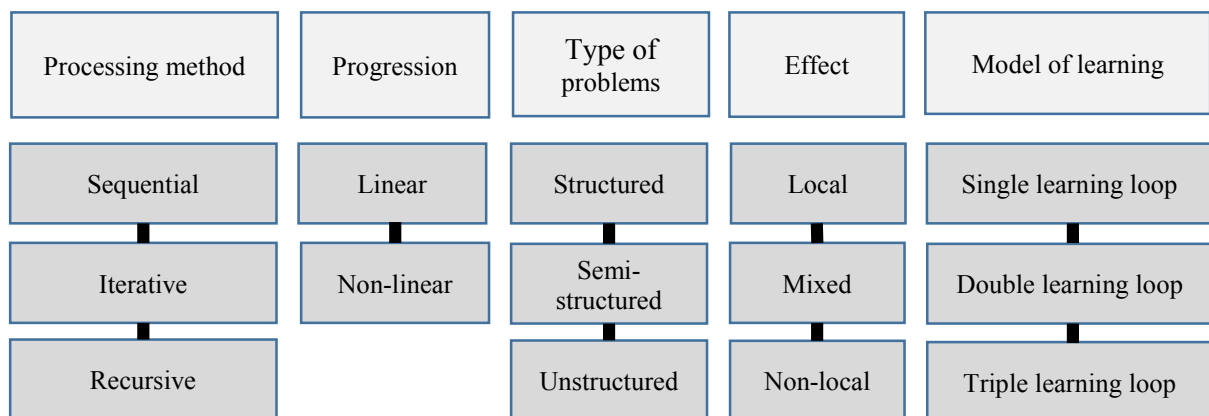 Processing method
Progression
Type of
problems
Effect
Model of learning
Sequential
Linear
Structured
Local
Single learning loop
Iterative
Non-linear
Semi-
structured
Mixed
Double learning loop
Recursive
Unstructured
Non-local
Triple learning loop